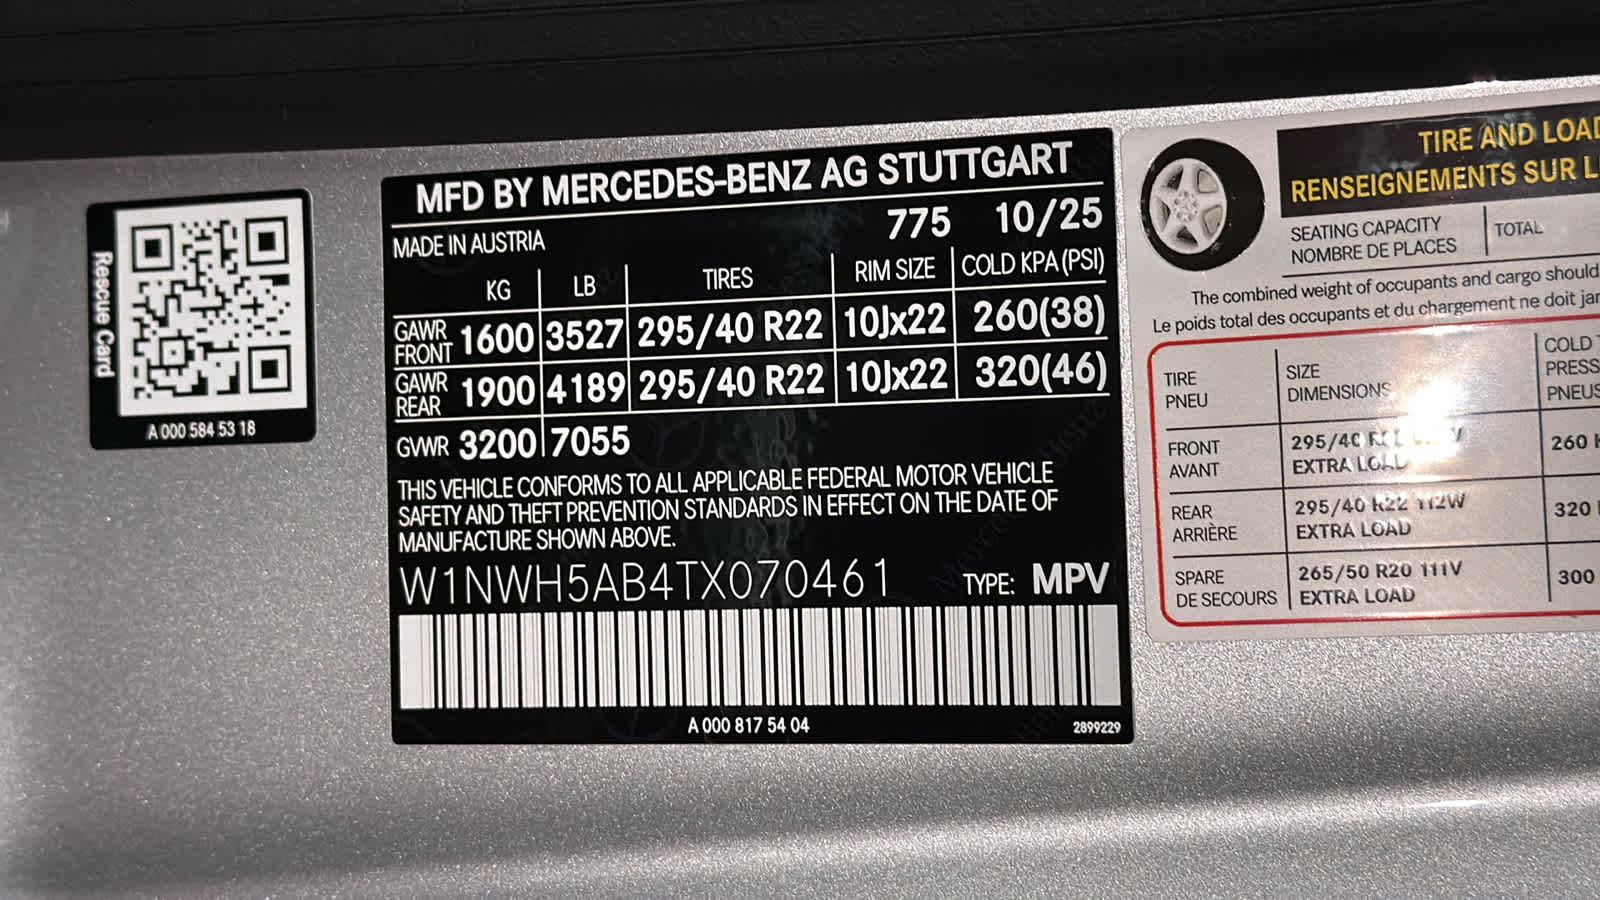 Rescue Card
A 000 584 53 18
MFD BY MERCEDES-BENZ AG STUTTGART
775 10/25
MADE IN AUSTRIA
KG LB TIRES RIM SIZE COLD KPA (PSI)
GAWR FRONT 1600 3527 295/40 R22 10Jx22 260(38)
GAWR REAR 1900 4189 295/40 R22 10Jx22 320(46)
GVWR 3200 7055
THIS VEHICLE CONFORMS TO ALL APPLICABLE FEDERAL MOTOR VEHICLE
SAFETY AND THEFT PREVENTION STANDARDS IN EFFECT ON THE DATE OF
MANUFACTURE SHOWN ABOVE.
W1NWH5AB4TX070461 TYPE: MPV
A 000 817 54 04
2899229
TIRE AND LOAD
RENSEIGNEMENTS SUR
SEATING CAPACITY
NOMBRE DE PLACES
TOTAL
The combined weight of occupants and cargo should
Le poids total des occupants et du chargement ne doit
TIRE
PNEU
SIZE
DIMENSIONS
COLD
PRESS
PNEUS
FRONT
AVANT
295/40
EXTRA LOAD
260
REAR
ARRIÈRE
295/40 R22 112W
EXTRA LOAD
320
SPARE
DE SECOURS
265/50 R20 111V
EXTRA LOAD
300